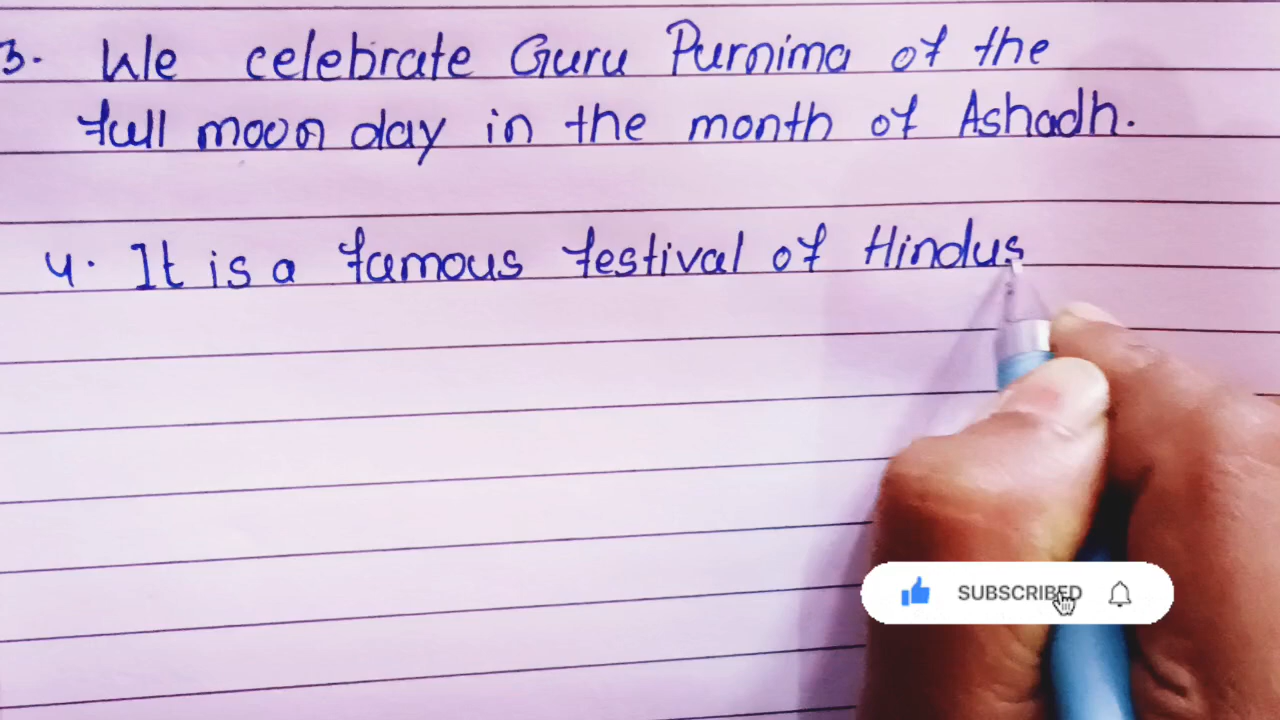 3. We celebrate Guru Purnima of the
full moon day in the month of Ashadh.
4. It is a famous festival of Hindus
SUBSCRIBED